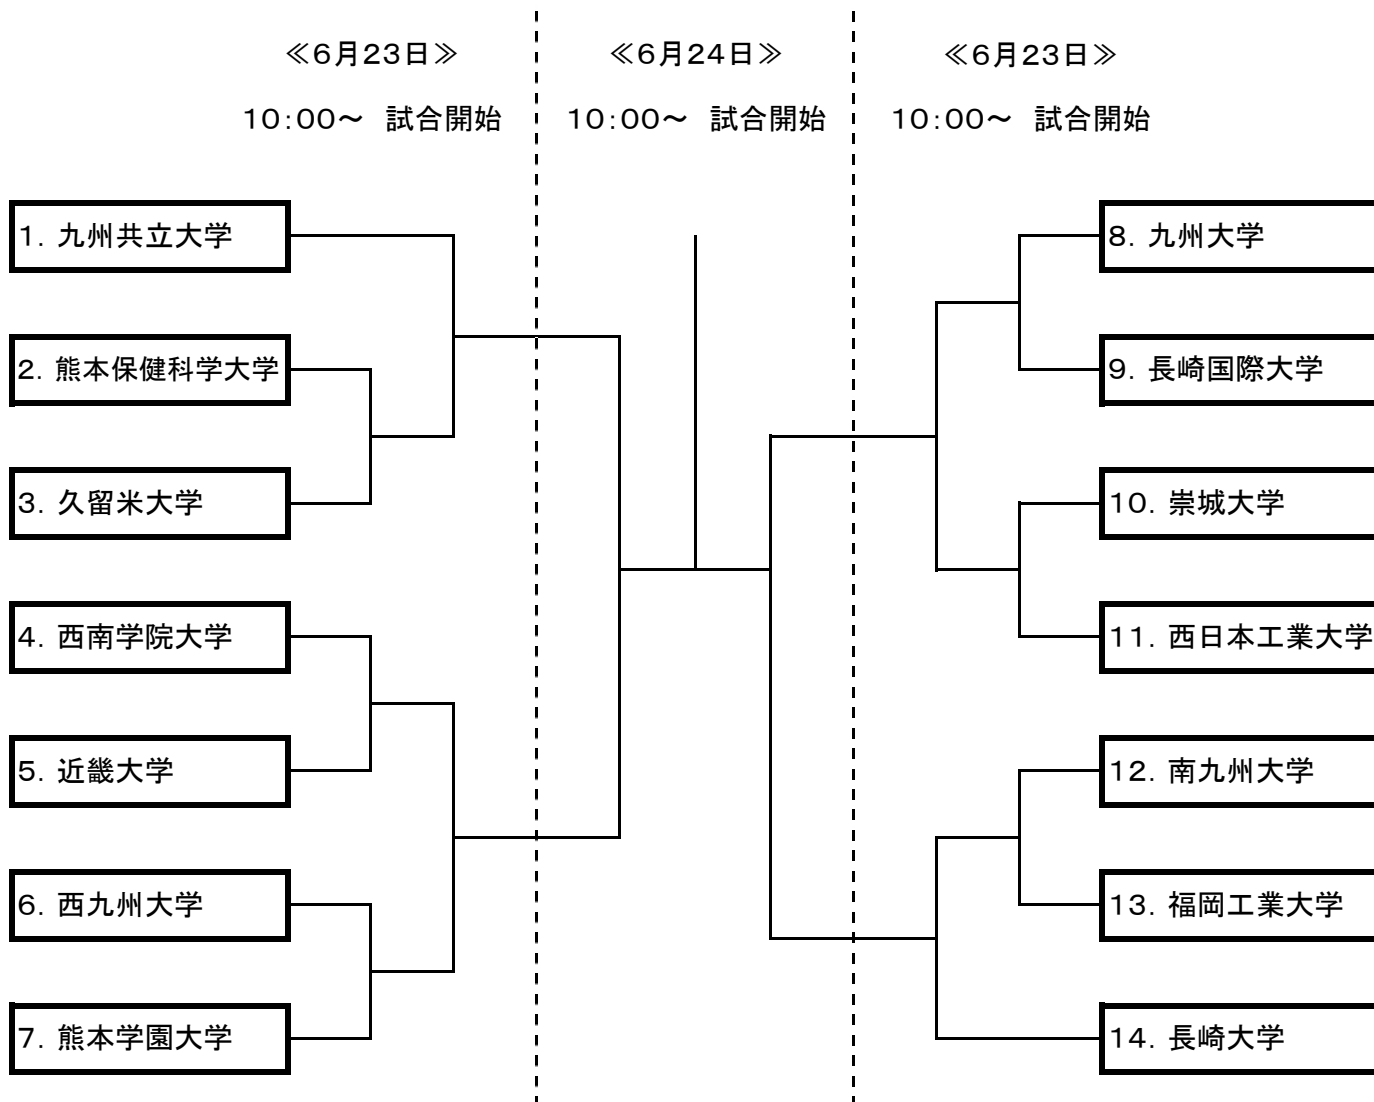 ≪6月23日≫
≪6月24日≫
≪6月23日≫
10:00～　試合開始
10:00～　試合開始
10:00～　試合開始
1. 九州共立大学
2. 熊本保健科学大学
3. 久留米大学
4. 西南学院大学
5. 近畿大学
6. 西九州大学
7. 熊本学園大学
8. 九州大学
9. 長崎国際大学
10. 崇城大学
11. 西日本工業大学
12. 南九州大学
13. 福岡工業大学
14. 長崎大学